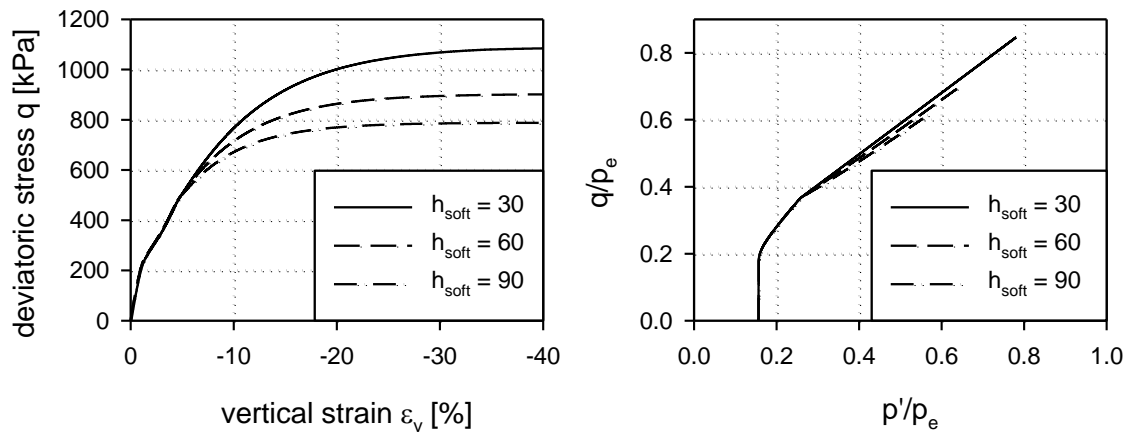 deviatoric stress q [kPa]
1200
1000
800
600
400
200
0
0
-10
-20
-30
-40
vertical strain εv [%]
hsoft = 30
hsoft = 60
hsoft = 90
q/pe
0.8
0.6
0.4
0.2
0.0
0.0
0.2
0.4
0.6
0.8
1.0
p'/pe
hsoft = 30
hsoft = 60
hsoft = 90